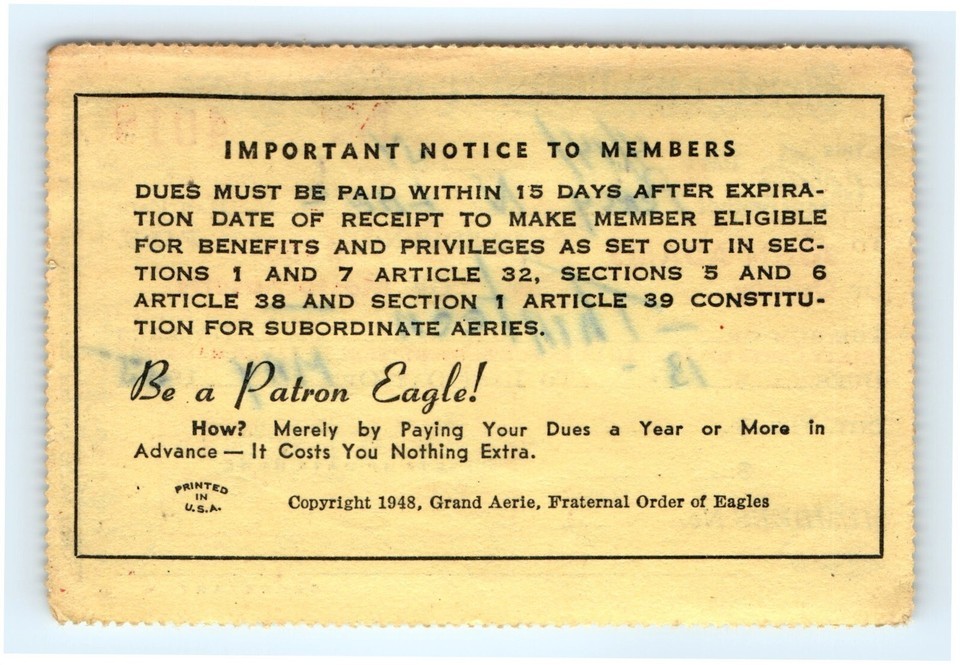 IMPORTANT NOTICE TO MEMBERS
DUES MUST BE PAID WITHIN 15 DAYS AFTER EXPIRA-
TION DATE OF RECEIPT TO MAKE MEMBER ELIGIBLE
FOR BENEFITS AND PRIVILEGES AS SET OUT IN SEC-
TIONS 1 AND 7 ARTICLE 32, SECTIONS 5 AND 6
ARTICLE 38 AND SECTION 1 ARTICLE 39 CONSTITU-
TION FOR SUBORDINATE AERIES.
Be a Patron Eagle!
How? Merely by Paying Your Dues a Year or More in
Advance — It Costs You Nothing Extra.
PRINTED
IN
U.S.A.
Copyright 1948, Grand Aerie, Fraternal Order of Eagles